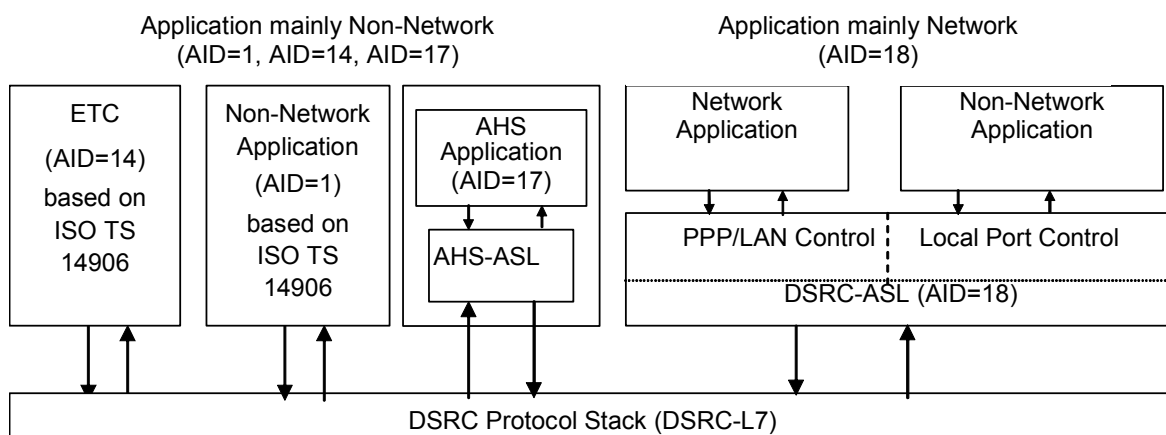 Application mainly Non-Network
(AID=1, AID=14, AID=17)
Application mainly Network
(AID=18)
ETC
(AID=14)
based on
ISO TS
14906
Non-Network
Application
(AID=1)
based on
ISO TS
14906
AHS
Application
(AID=17)
AHS-ASL
Network
Application
Non-Network
Application
PPP/LAN Control
Local Port Control
DSRC-ASL (AID=18)
DSRC Protocol Stack (DSRC-L7)